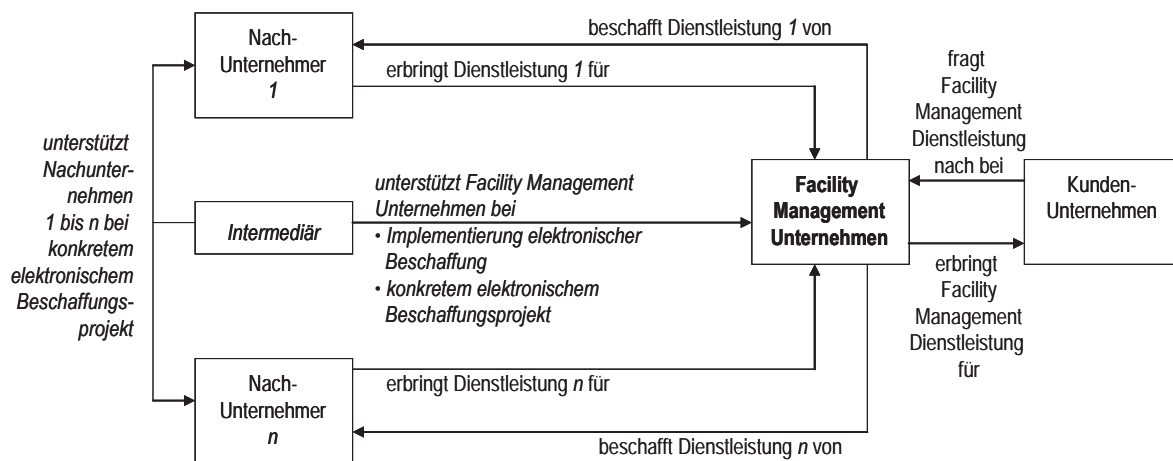 Nach-
Unternehmer
1
beschafft Dienstleistung 1 von
erbringt Dienstleistung 1 für
fragt
Facility
Management
Dienstleistung
nach bei
unterstützt
Nachunter-
nehmen
1 bis n bei
konkretem
elektronischem
Beschaffungs-
projekt
Intermediär
unterstützt Facility Management
Unternehmen bei
• Implementierung elektronischer
Beschaffung
• konkretem elektronischem
Beschaffungsprojekt
Facility
Management
Unternehmen
Kunden-
Unternehmen
erbringt
Facility
Management
Dienstleistung
für
Nach-
Unternehmer
n
erbringt Dienstleistung n für
beschafft Dienstleistung n von